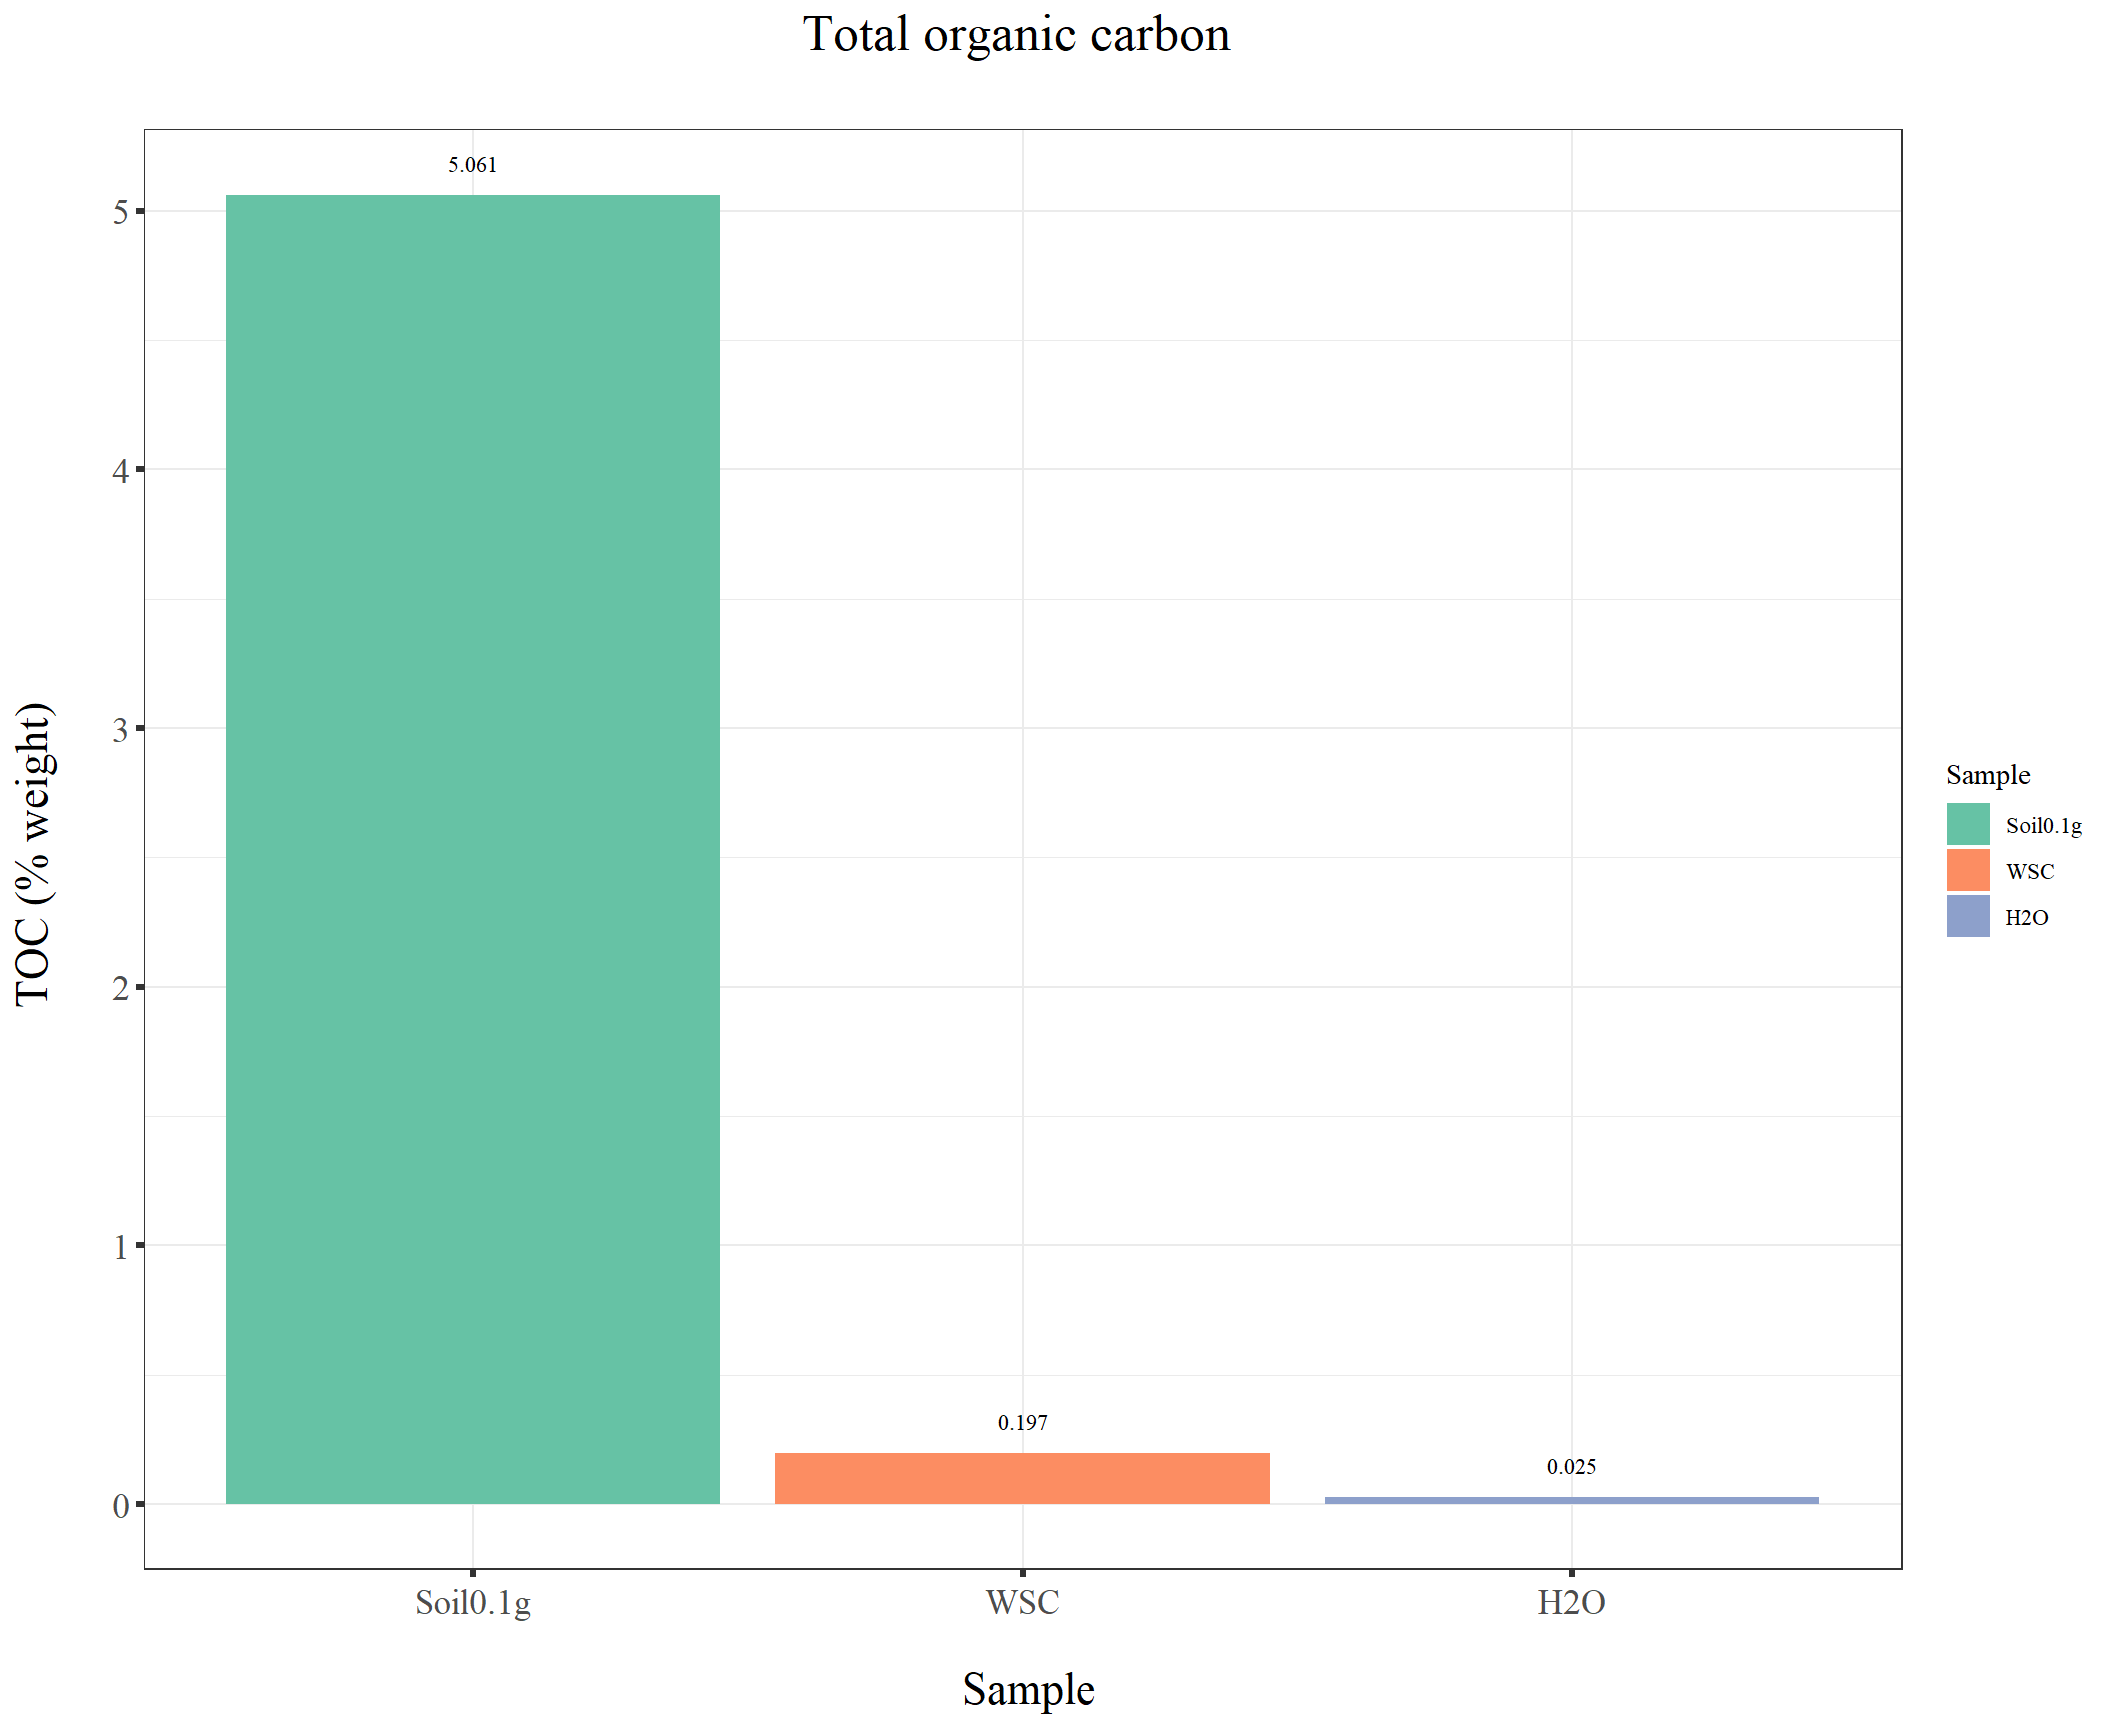 Total organic carbon
TOC (% weight)
5
4
3
2
1
0
5.061
0.197
0.025
Soil0.1g
WSC
H2O
Sample
Sample
Soil0.1g
WSC
H2O